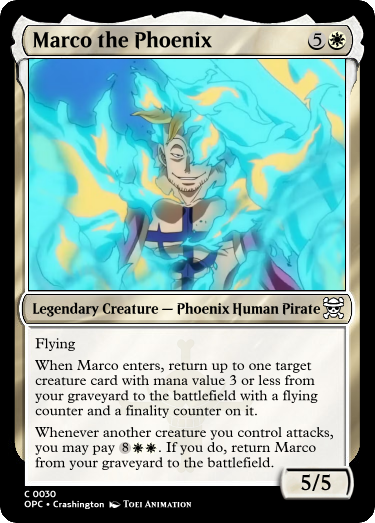 Marco the Phoenix 5
Legendary Creature — Phoenix Human Pirate
Flying
When Marco enters, return up to one target
creature card with mana value 3 or less from
your graveyard to the battlefield with a flying
counter and a finality counter on it.
Whenever another creature you control attacks,
you may pay 8. If you do, return Marco
from your graveyard to the battlefield.
5/5
C 0030
OPC • Crashington TOEI ANIMATION